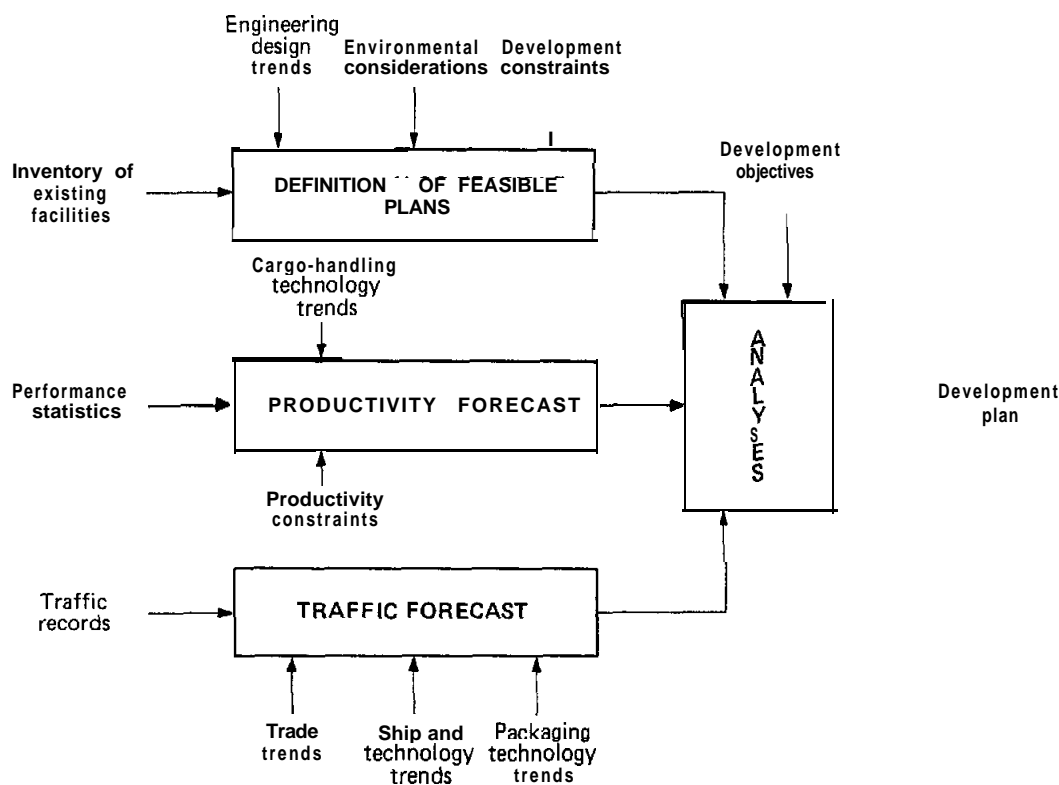 Engineering
design
trends
Environmental
considerations
Development
constraints
Inventory of
existing
facilities
DEFINITION OF FEASIBLE
PLANS
Development
objectives
Cargo-handling
technology
trends
Performance
statistics
PRODUCTIVITY FORECAST
ANALYSES
Development
plan
Productivity
constraints
Traffic
records
TRAFFIC FORECAST
Trade
trends
Ship and
technology
trends
Packaging
technology
trends